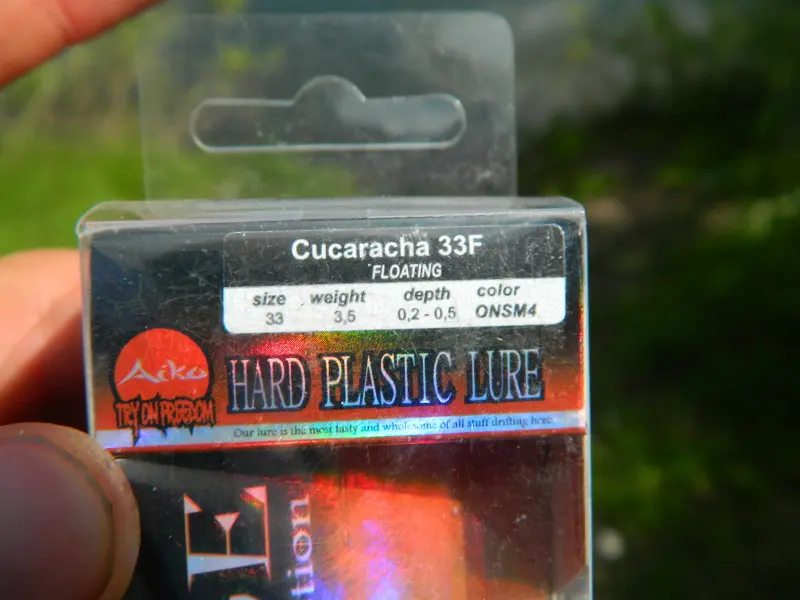 Cucaracha 33F
FLOATING
size weight depth color
33 3,5 0,2 - 0,5 ONSM4
Aiko
TRY ON FREEDOM
HARD PLASTIC LURE
Our lure is the most tasty and wholesome of all stuff drifting here
E
tion